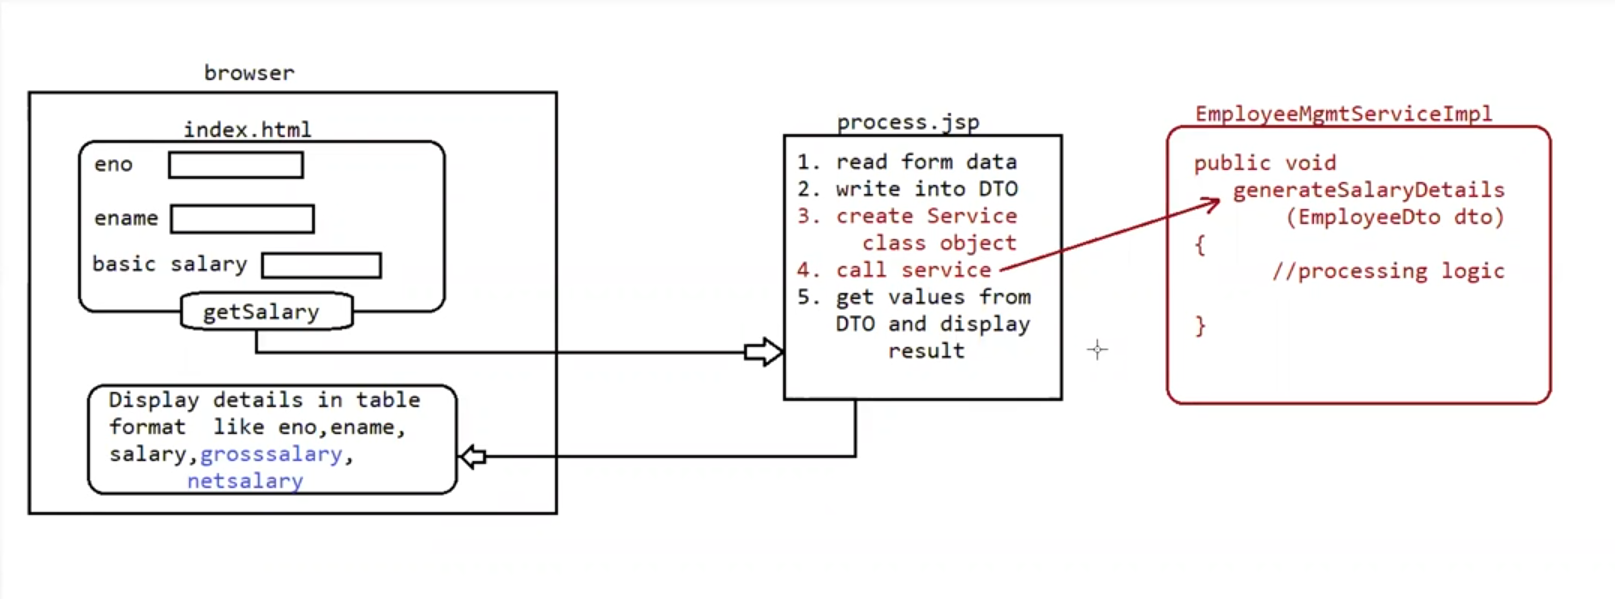 browser
index.html
eno
ename
basic salary
getSalary
Display details in table
format like eno,ename,
salary,grosssalary,
netsalary
process.jsp
1. read form data
2. write into DTO
3. create Service
class object
4. call service
5. get values from
DTO and display
result
EmployeeMgmtServiceImpl
public void
generateSalaryDetails
(EmployeeDto dto)
{
//processing logic
}